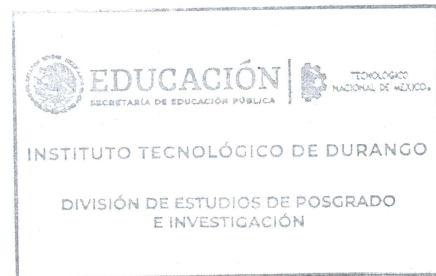 EDUCACIÓN
SECRETARÍA DE EDUCACIÓN PÚBLICA
TECNOLÓGICO
NACIONAL DE MÉXICO®
INSTITUTO TECNOLÓGICO DE DURANGO
DIVISIÓN DE ESTUDIOS DE POSGRADO
E INVESTIGACIÓN